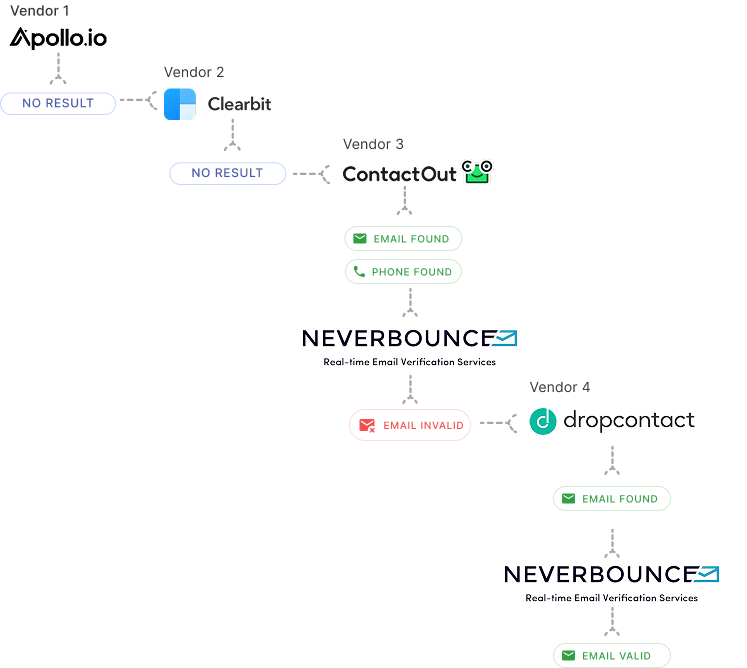 Vendor 1
Apollo.io
NO RESULT
Vendor 2
Clearbit
NO RESULT
Vendor 3
ContactOut
EMAIL FOUND
PHONE FOUND
NEVERBOUNCE
Real-time Email Verification Services
EMAIL INVALID
Vendor 4
dropcontact
EMAIL FOUND
NEVERBOUNCE
Real-time Email Verification Services
EMAIL VALID